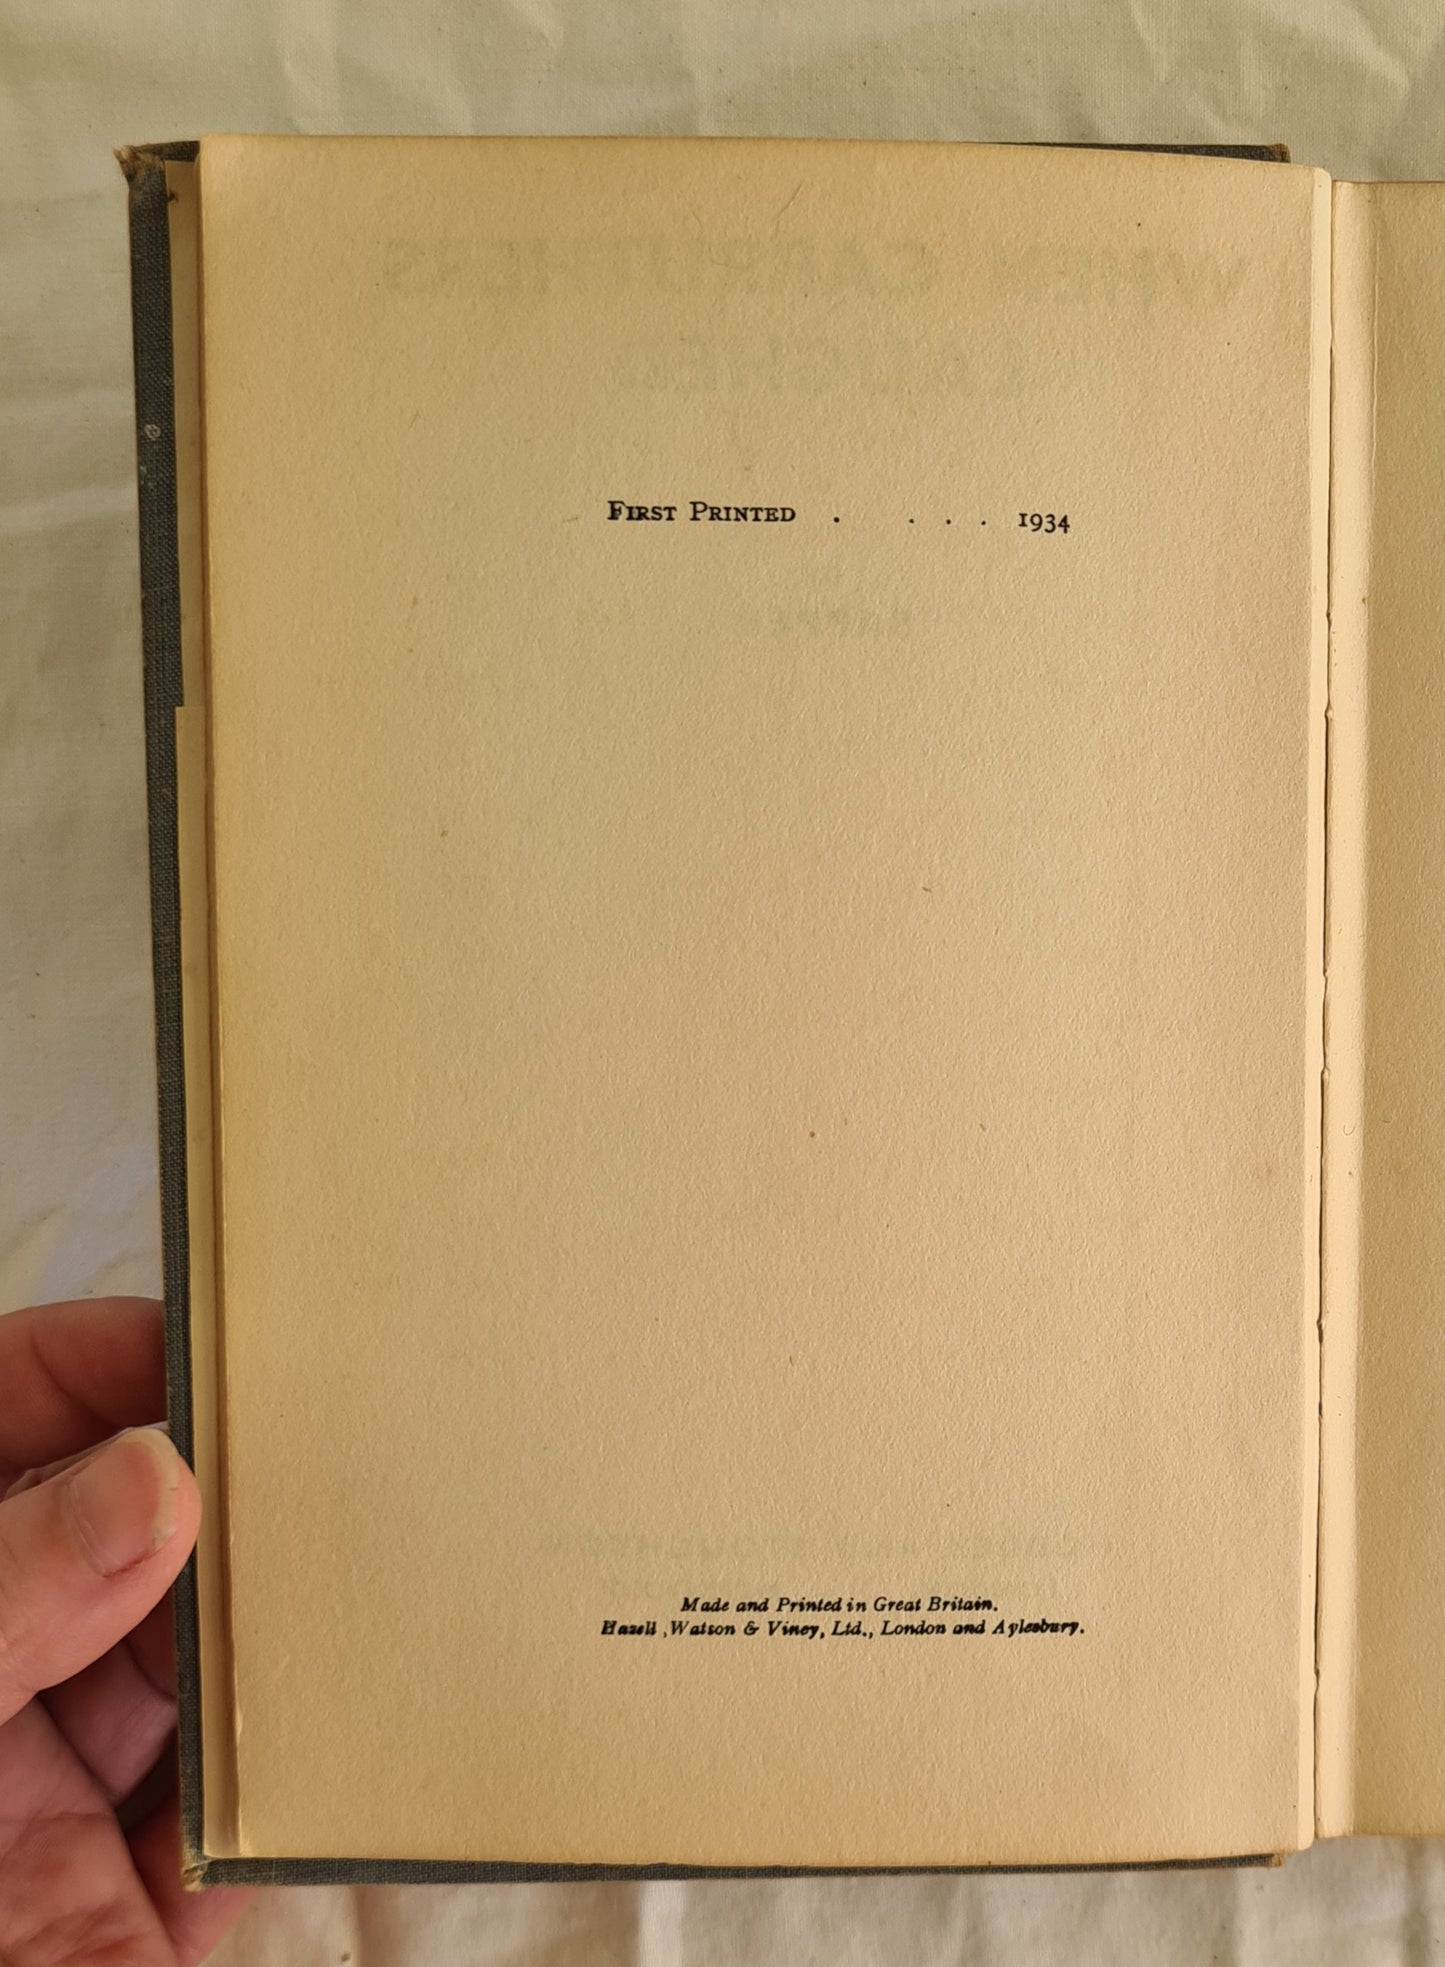 First Printed . . . . 1934
Made and Printed in Great Britain.
Hazell, Watson & Viney, Ltd., London and Aylesbury.